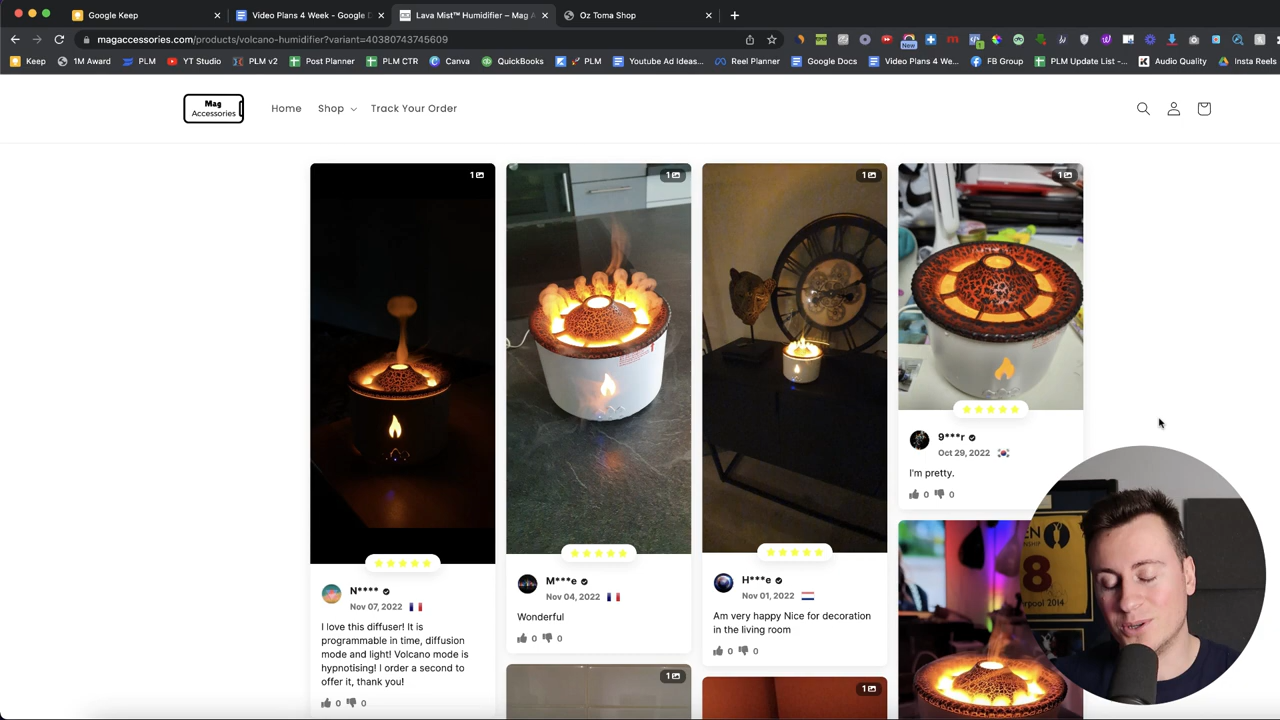 Google Keep
Video Plans 4 Week - Google D
Lava Mist™ Humidifier – Mag A
Oz Toma Shop
magaccessories.com/products/volcano-humidifier?variant=40380743745609
New
1
Keep
1M Award
PLM
YT Studio
PLM v2
Post Planner
PLM CTR
Canva
QuickBooks
PLM
Youtube Ad Ideas...
Reel Planner
Google Docs
Video Plans 4 We...
FB Group
PLM Update List -...
Audio Quality
Insta Reels
Mag
Accessories
Home
Shop
Track Your Order
1
1
1
1
N****
Nov 07, 2022
I love this diffuser! It is
programmable in time, diffusion
mode and light! Volcano mode is
hypnotising! I order a second to
offer it, thank you!
0 0
M***e
Nov 04, 2022
Wonderful
0 0
1
H***e
Nov 01, 2022
Am very happy Nice for decoration
in the living room
0 0
1
9***r
Oct 29, 2022
I'm pretty.
0 0
8